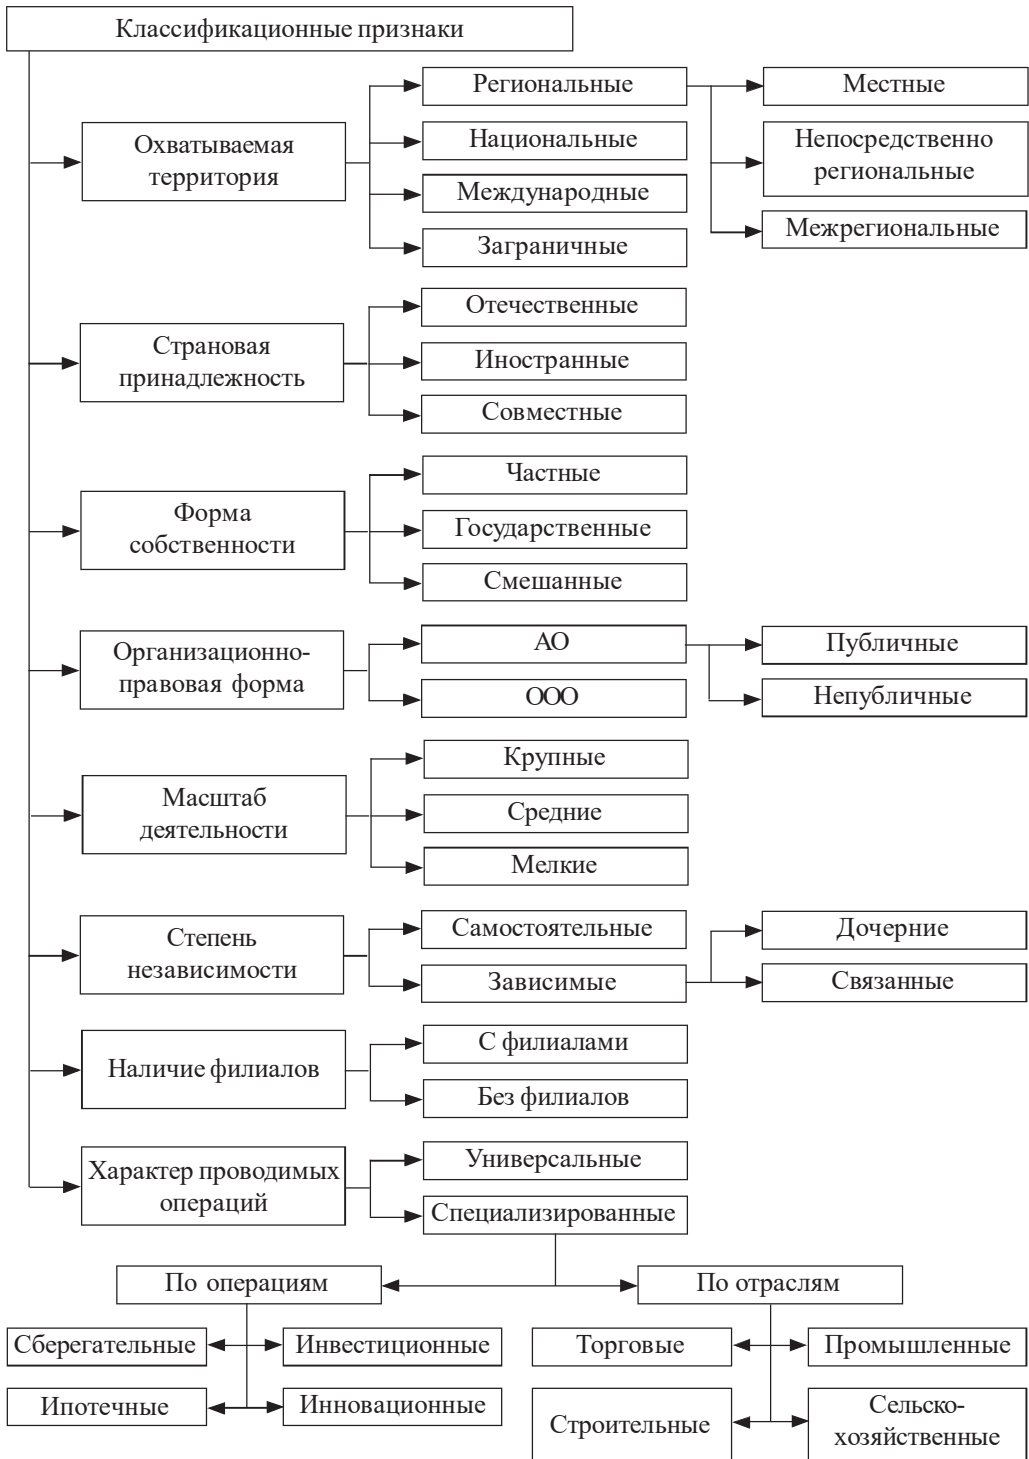 Классификационные признаки
Охватываемая
территория
Региональные
Национальные
Международные
Заграничные
Местные
Непосредственно
региональные
Межрегиональные
Страновая
принадлежность
Отечественные
Иностранные
Совместные
Форма
собственности
Частные
Государственные
Смешанные
Организационно-
правовая форма
АО
ООО
Публичные
Непубличные
Масштаб
деятельности
Крупные
Средние
Мелкие
Степень
независимости
Самостоятельные
Зависимые
Дочерние
Связанные
Наличие филиалов
С филиалами
Без филиалов
Характер проводимых
операций
Универсальные
Специализированные
По операциям
Сберегательные
Инвестиционные
Ипотечные
Инновационные
По отраслям
Торговые
Промышленные
Строительные
Сельско-
хозяйственные